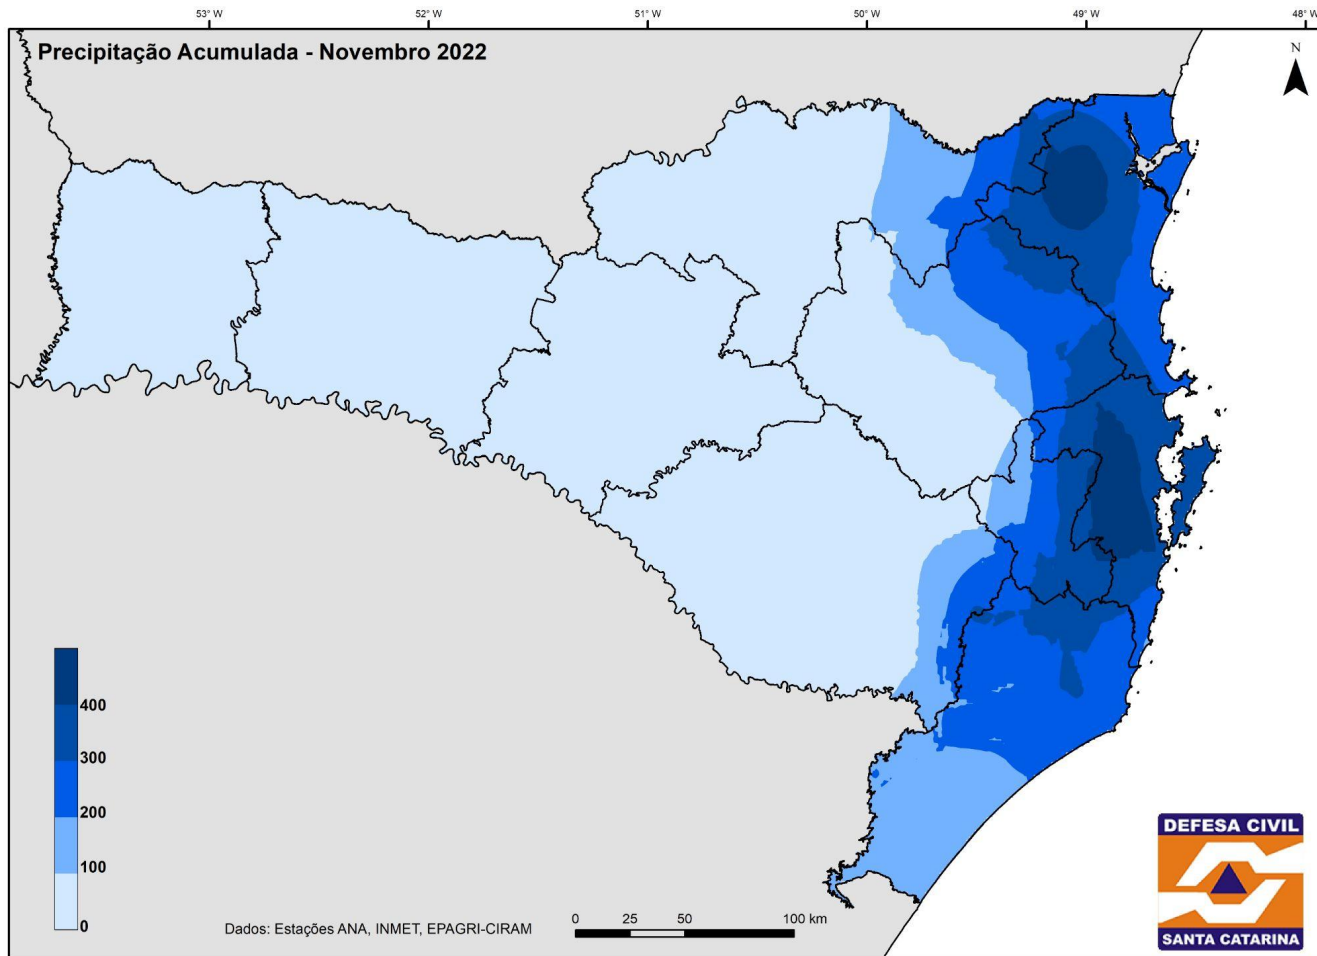 53° W 52° W 51° W 50° W 49° W 48° W
Precipitação Acumulada - Novembro 2022
N
400
300
200
100
0
Dados: Estações ANA, INMET, EPAGRI-CIRAM
0 25 50 100 km
DEFESA CIVIL
SANTA CATARINA